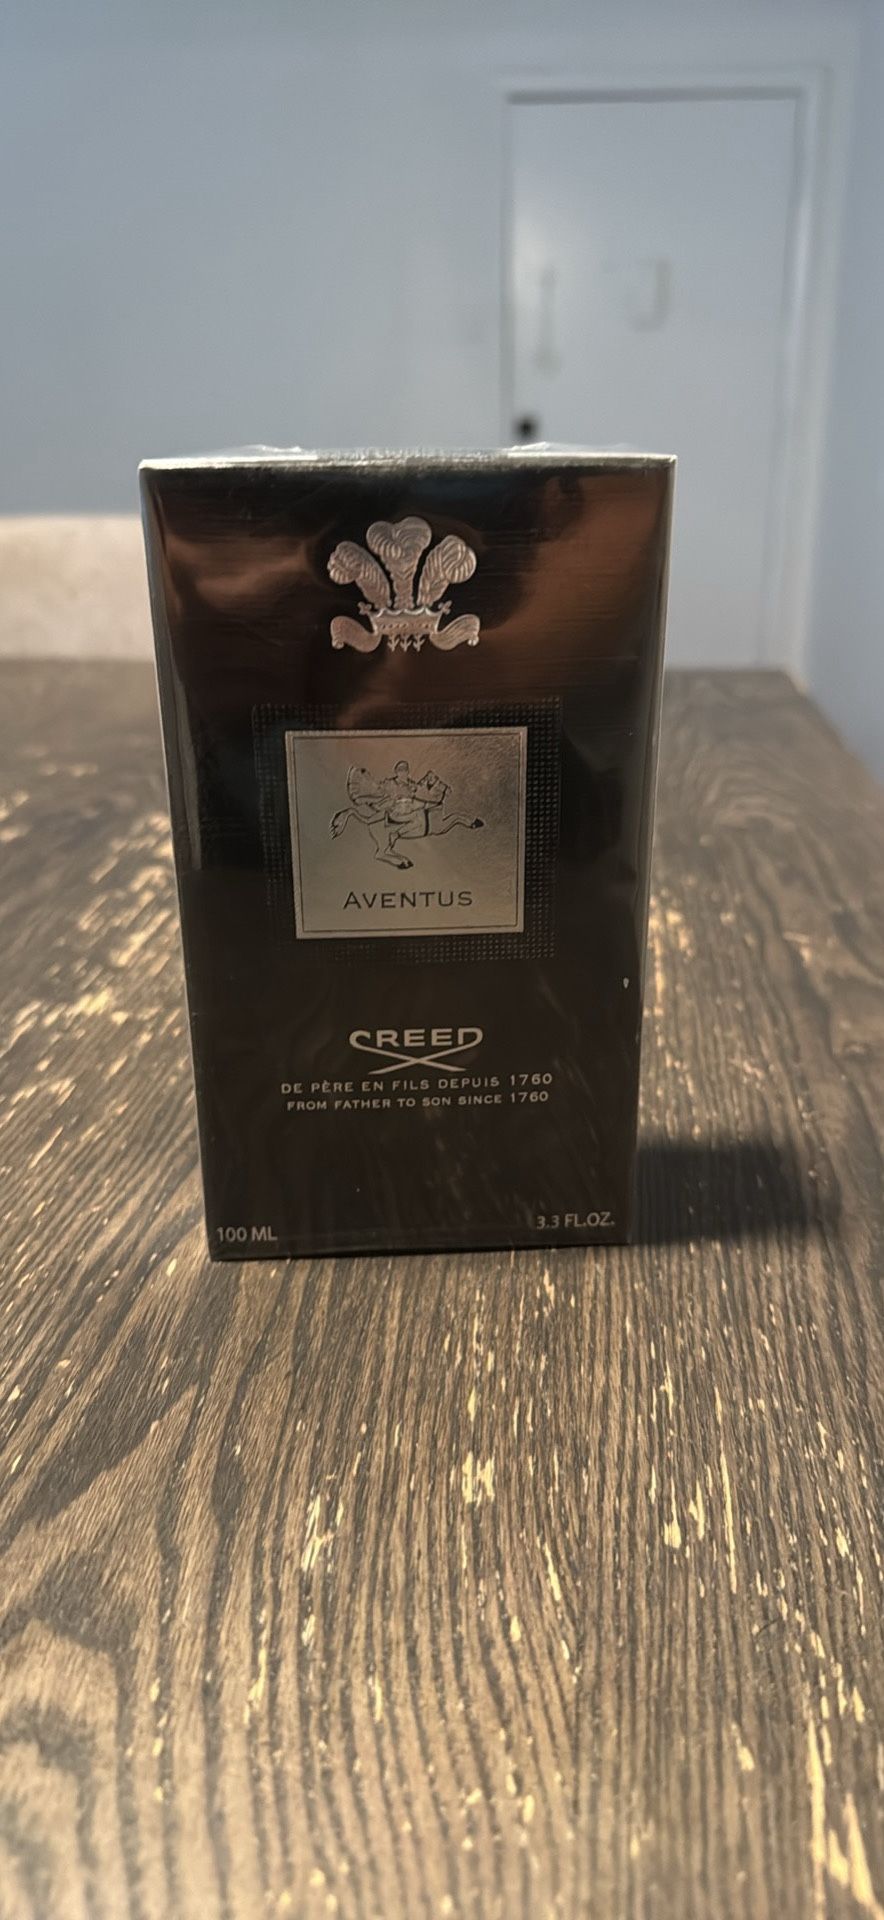 AVENTUS
CREED
DE PÈRE EN FILS DEPUIS 1760
FROM FATHER TO SON SINCE 1760
100 ML 3.3 FL.OZ.